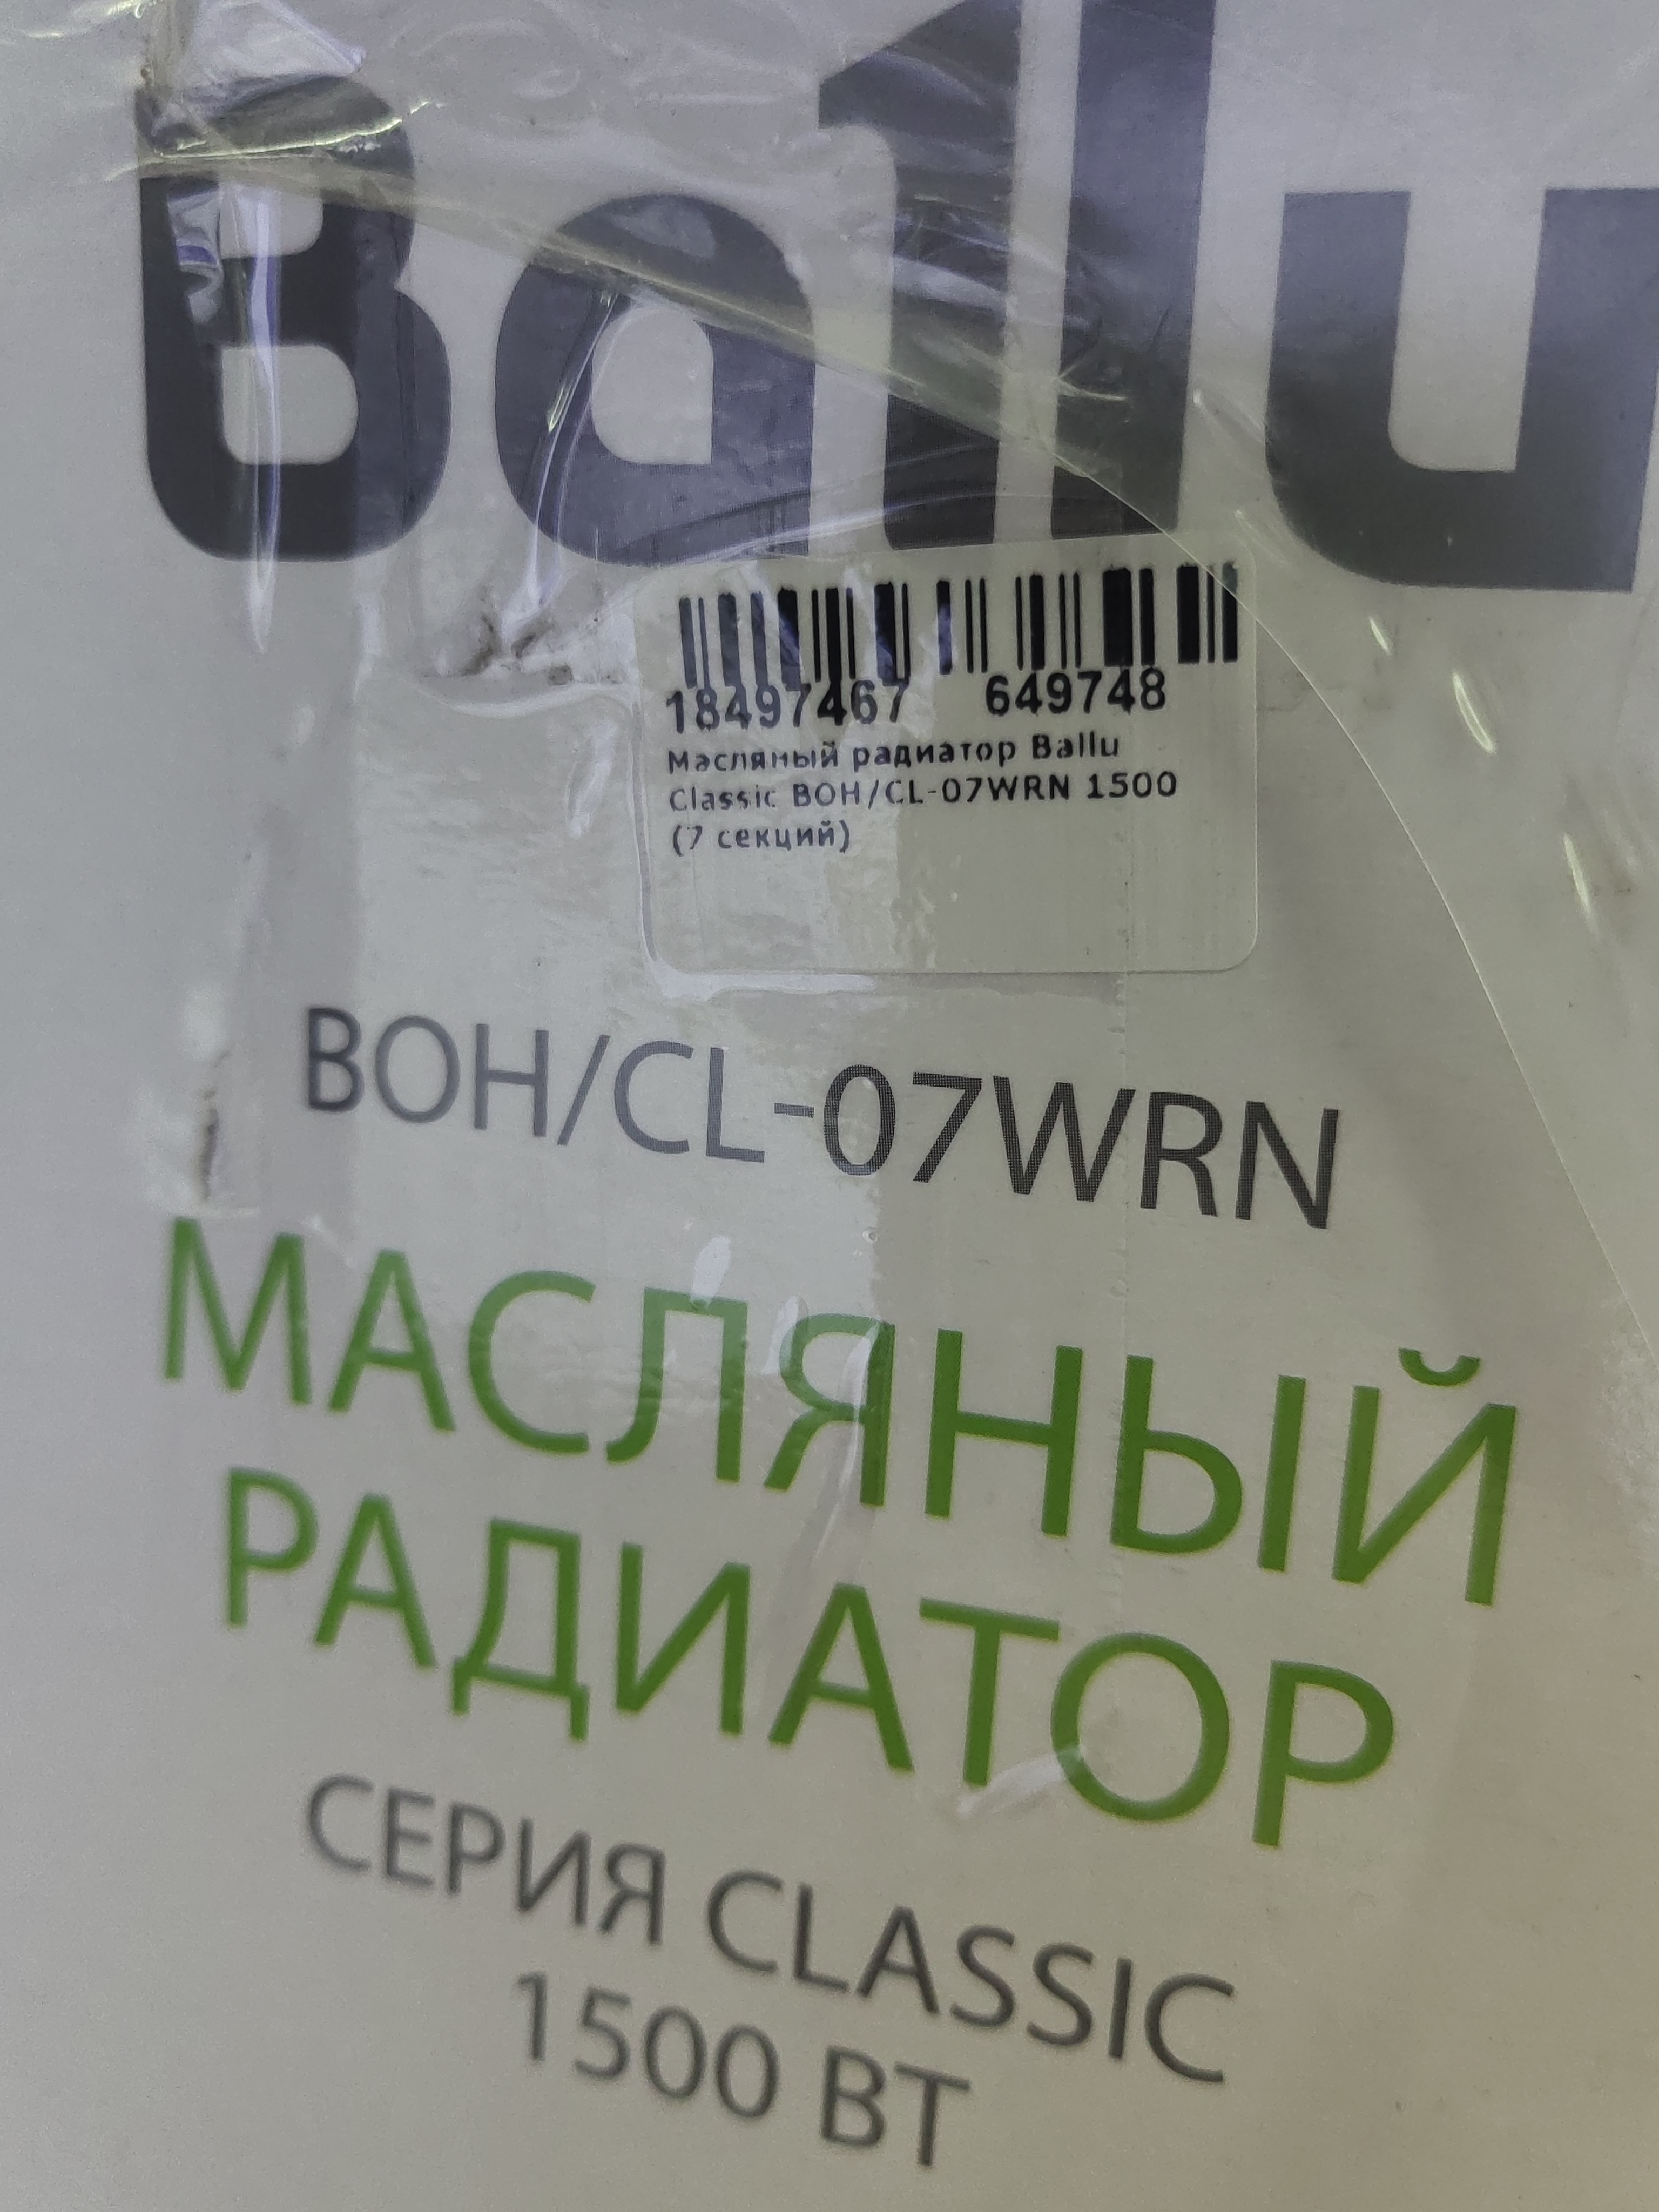 Ballu
18497467 649748
Масляный радиатор Ballu
Classic BOH/CL-07WRN 1500
(7 секций)
BOH/CL-07WRN
МАСЛЯНЫЙ
РАДИАТОР
СЕРИЯ CLASSIC
1500 ВТ